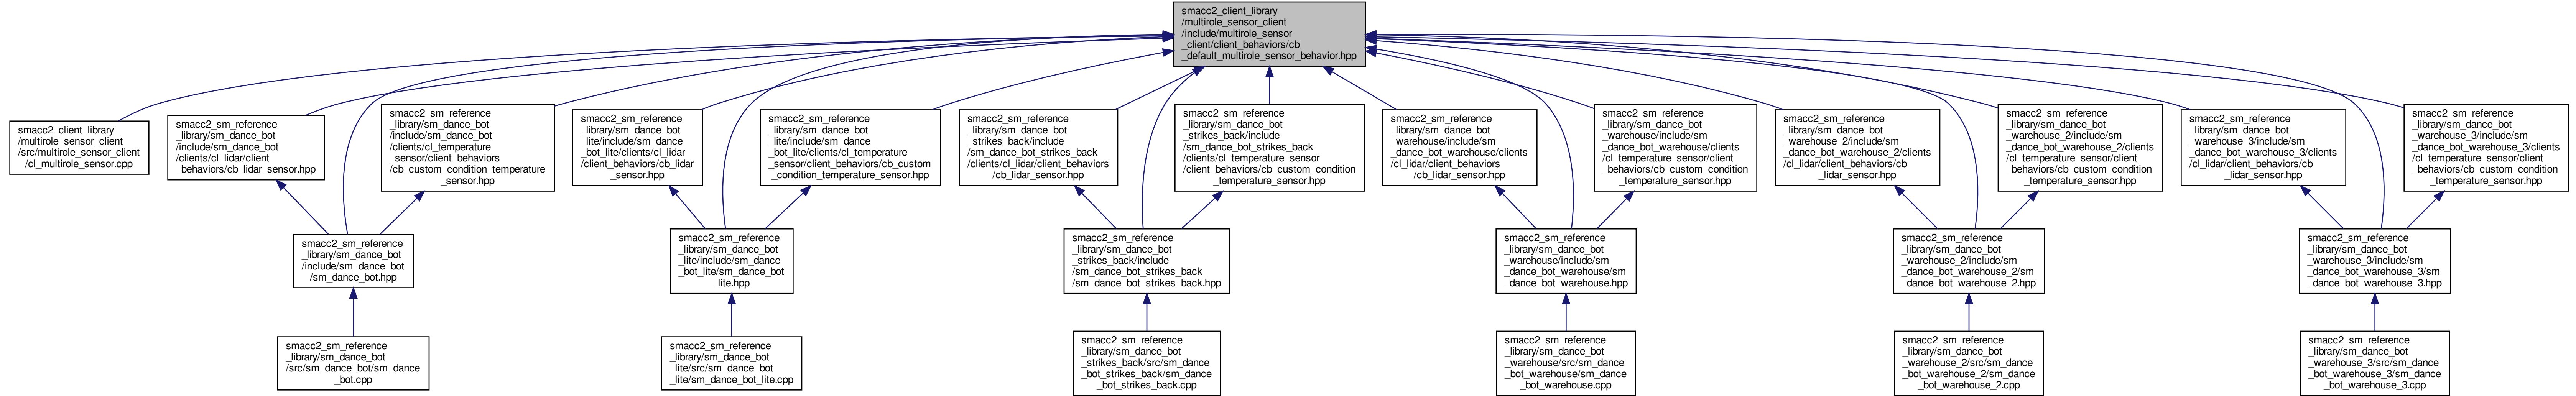 smacc2_client_library
/multirole_sensor_client
/include/multirole_sensor
_client/client_behaviors/cb
_default_multirole_sensor_behavior.hpp
smacc2_client_library
/multirole_sensor_client
/src/multirole_sensor_client
/cl_multirole_sensor.cpp
smacc2_sm_reference
_library/sm_dance_bot
/include/sm_dance_bot
/clients/cl_lidar/client
_behaviors/cb_lidar_sensor.hpp
smacc2_sm_reference
_library/sm_dance_bot
/include/sm_dance_bot
/clients/cl_temperature
_sensor/client_behaviors
/cb_custom_condition_temperature
_sensor.hpp
smacc2_sm_reference
_library/sm_dance_bot
_lite/include/sm_dance
_bot_lite/clients/cl_lidar
/client_behaviors/cb_lidar
_sensor.hpp
smacc2_sm_reference
_library/sm_dance_bot
_lite/include/sm_dance
_bot_lite/clients/cl_temperature
_sensor/client_behaviors/cb_custom
_condition_temperature_sensor.hpp
smacc2_sm_reference
_library/sm_dance_bot
_strikes_back/include
/sm_dance_bot_strikes_back
/clients/cl_lidar/client_behaviors
/cb_lidar_sensor.hpp
smacc2_sm_reference
_library/sm_dance_bot
_strikes_back/include
/sm_dance_bot_strikes_back
/clients/cl_temperature_sensor
/client_behaviors/cb_custom_condition
_temperature_sensor.hpp
smacc2_sm_reference
_library/sm_dance_bot
_warehouse/include/sm
_dance_bot_warehouse/clients
/cl_lidar/client_behaviors
/cb_lidar_sensor.hpp
smacc2_sm_reference
_library/sm_dance_bot
_warehouse/include/sm
_dance_bot_warehouse/clients
/cl_temperature_sensor/client
_behaviors/cb_custom_condition
_temperature_sensor.hpp
smacc2_sm_reference
_library/sm_dance_bot
_warehouse_2/include/sm
_dance_bot_warehouse_2/clients
/cl_lidar/client_behaviors/cb
_lidar_sensor.hpp
smacc2_sm_reference
_library/sm_dance_bot
_warehouse_2/include/sm
_dance_bot_warehouse_2/clients
/cl_temperature_sensor/client
_behaviors/cb_custom_condition
_temperature_sensor.hpp
smacc2_sm_reference
_library/sm_dance_bot
_warehouse_3/include/sm
_dance_bot_warehouse_3/clients
/cl_lidar/client_behaviors/cb
_lidar_sensor.hpp
smacc2_sm_reference
_library/sm_dance_bot
_warehouse_3/include/sm
_dance_bot_warehouse_3/clients
/cl_temperature_sensor/client
_behaviors/cb_custom_condition
_temperature_sensor.hpp
smacc2_sm_reference
_library/sm_dance_bot
/include/sm_dance_bot
/sm_dance_bot.hpp
smacc2_sm_reference
_library/sm_dance_bot
_lite/include/sm_dance
_bot_lite/sm_dance_bot
_lite.hpp
smacc2_sm_reference
_library/sm_dance_bot
_strikes_back/include
/sm_dance_bot_strikes_back
/sm_dance_bot_strikes_back.hpp
smacc2_sm_reference
_library/sm_dance_bot
_warehouse/include/sm
_dance_bot_warehouse/sm
_dance_bot_warehouse.hpp
smacc2_sm_reference
_library/sm_dance_bot
_warehouse_2/include/sm
_dance_bot_warehouse_2/sm
_dance_bot_warehouse_2.hpp
smacc2_sm_reference
_library/sm_dance_bot
_warehouse_3/include/sm
_dance_bot_warehouse_3/sm
_dance_bot_warehouse_3.hpp
smacc2_sm_reference
_library/sm_dance_bot
/src/sm_dance_bot/sm_dance
_bot.cpp
smacc2_sm_reference
_library/sm_dance_bot
_lite/src/sm_dance_bot
_lite/sm_dance_bot_lite.cpp
smacc2_sm_reference
_library/sm_dance_bot
_strikes_back/src/sm_dance
_bot_strikes_back/sm_dance
_bot_strikes_back.cpp
smacc2_sm_reference
_library/sm_dance_bot
_warehouse/src/sm_dance
_bot_warehouse/sm_dance
_bot_warehouse.cpp
smacc2_sm_reference
_library/sm_dance_bot
_warehouse_2/src/sm_dance
_bot_warehouse_2/sm_dance
_bot_warehouse_2.cpp
smacc2_sm_reference
_library/sm_dance_bot
_warehouse_3/src/sm_dance
_bot_warehouse_3/sm_dance
_bot_warehouse_3.cpp